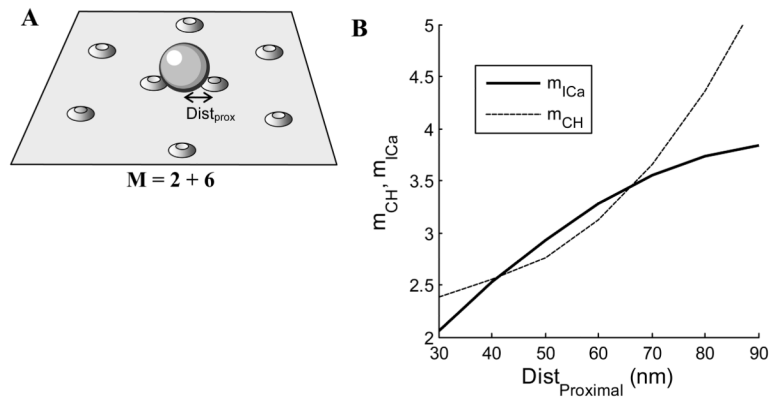 A
Dist_prox
M = 2 + 6
B
m_CH, m_ICa
5
4.5
4
3.5
3
2.5
2
m_ICa
m_CH
30 40 50 60 70 80 90
Dist_Proximal (nm)